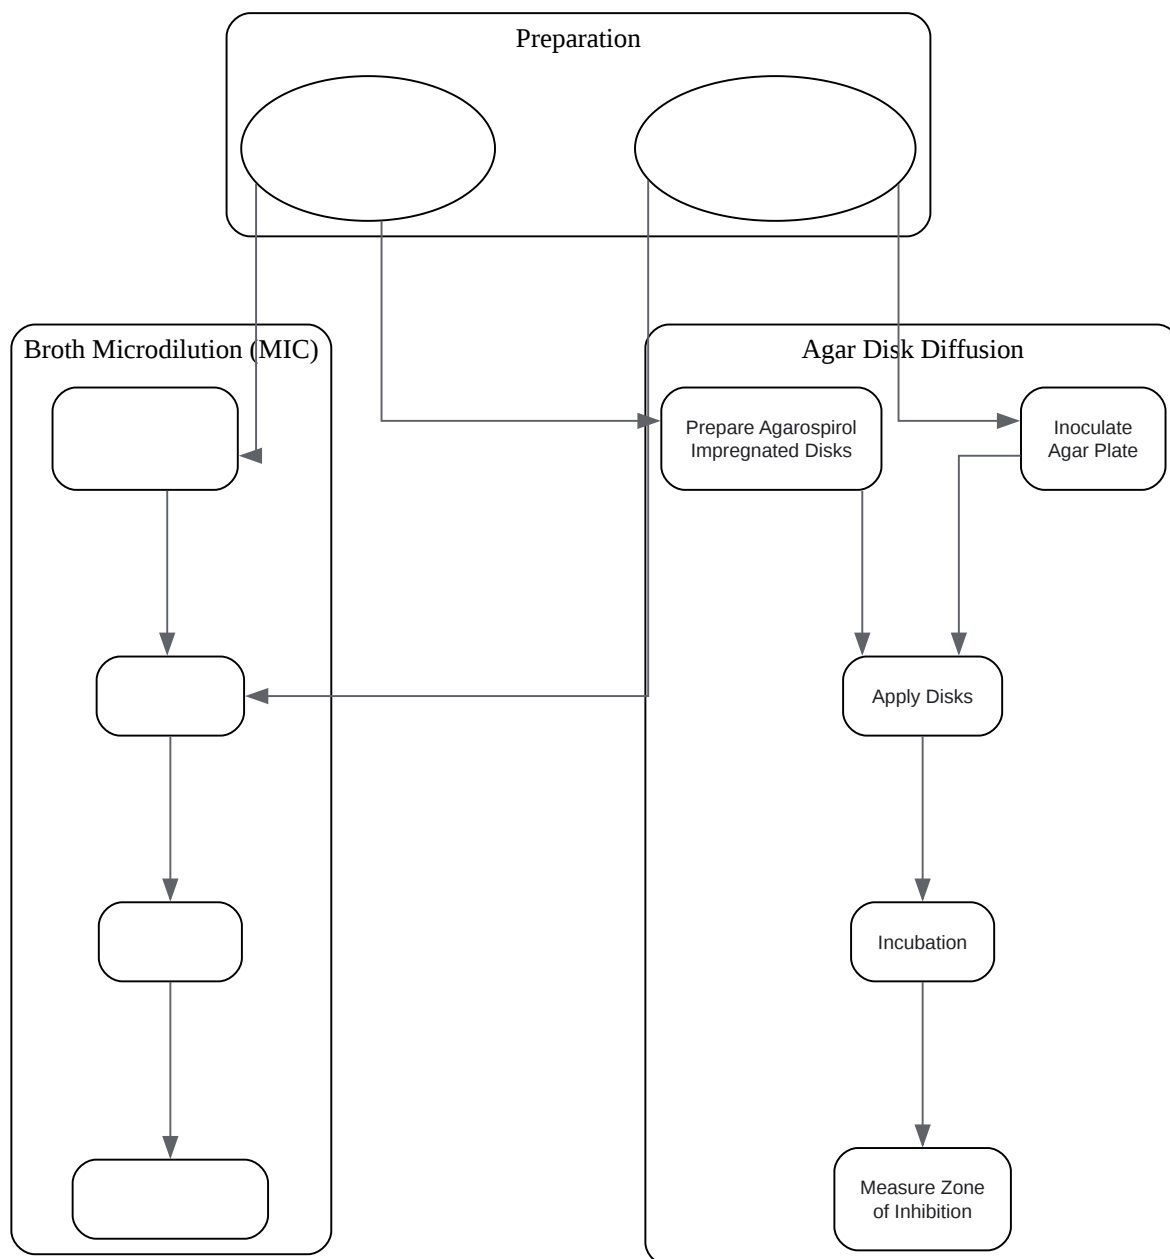 Preparation
Broth Microdilution (MIC)
Agar Disk Diffusion
Prepare Agarospirol
Impregnated Disks
Inoculate
Agar Plate
Apply Disks
Incubation
Measure Zone
of Inhibition